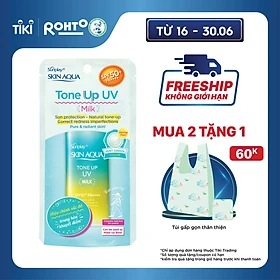 TIKI
ROHTO
TỪ 16 - 30.06
Sunplay
SKIN AQUA
SPF50+
Tone Up UV
(Milk)
Sun protection - Natural tone-up
Correct redness imperfections
Pure & radiant skin!
SKIN AQUA
TONE UP
UV
MILK
FREESHIP
KHÔNG GIỚI HẠN
MUA 2 TẶNG 1
60K
Túi gấp gọn thân thiện
*Chỉ áp dụng đơn hàng thuộc Tiki Trading
*Số lượng quà tặng/coupon có hạn
*Kiểm tra quà tặng trong giỏ hàng trước khi thanh toán